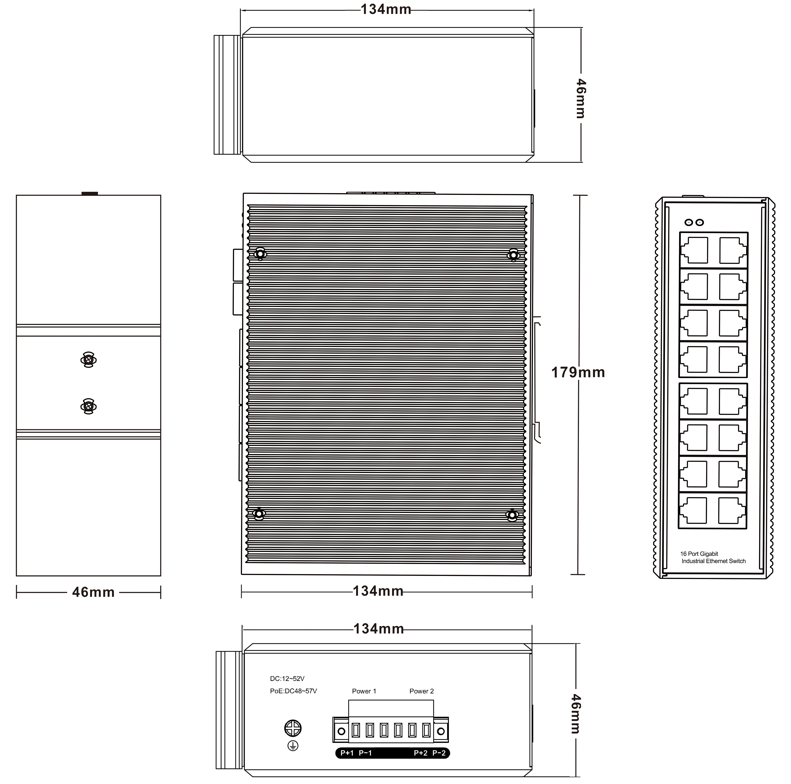 134mm
46mm
179mm
16 Port Gigabit
Industrial Ethernet Switch
46mm
134mm
134mm
DC:12~52V
PoE:DC48~57V
Power 1
Power 2
P+1 P−1
P+2 P−2
46mm